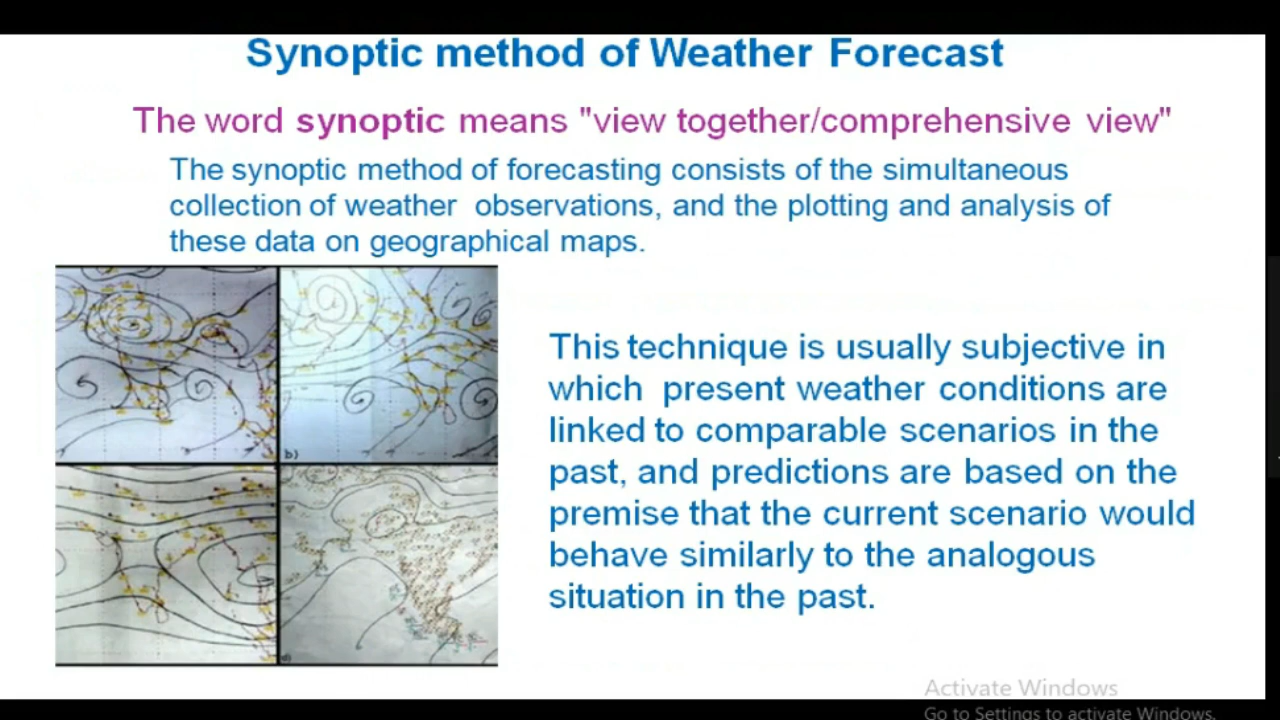 Synoptic method of Weather Forecast
The word synoptic means "view together/comprehensive view"
The synoptic method of forecasting consists of the simultaneous
collection of weather observations, and the plotting and analysis of
these data on geographical maps.
This technique is usually subjective in
which present weather conditions are
linked to comparable scenarios in the
past, and predictions are based on the
premise that the current scenario would
behave similarly to the analogous
situation in the past.
b)
Activate Windows
Go to Settings to activate Windows.